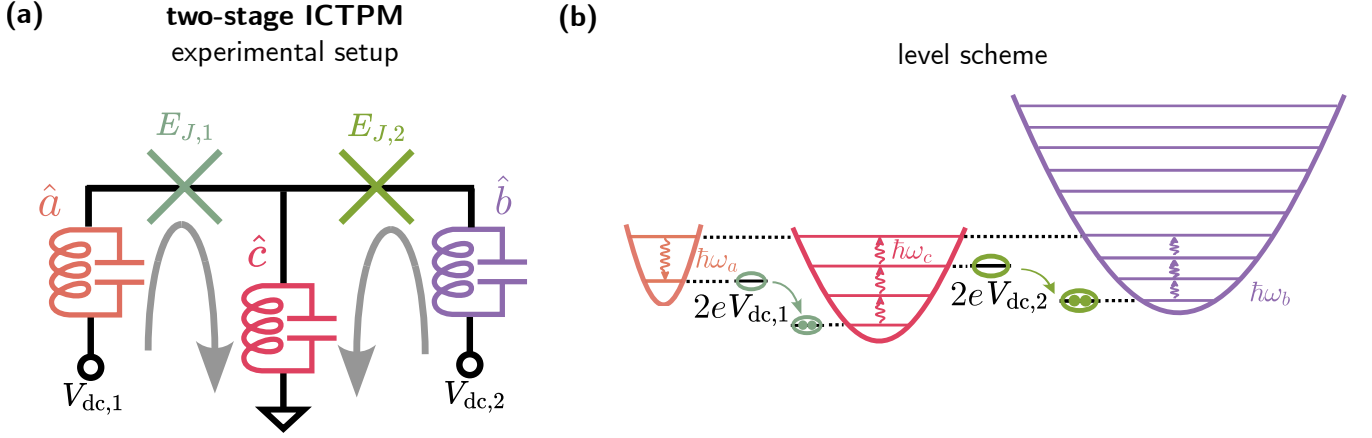 (a)
two-stage ICTPM
experimental setup
E_{J,1}
E_{J,2}
â
b̂
ĉ
V_{dc,1}
V_{dc,2}
(b)
level scheme
ħω_a
2eV_{dc,1}
ħω_c
2eV_{dc,2}
ħω_b